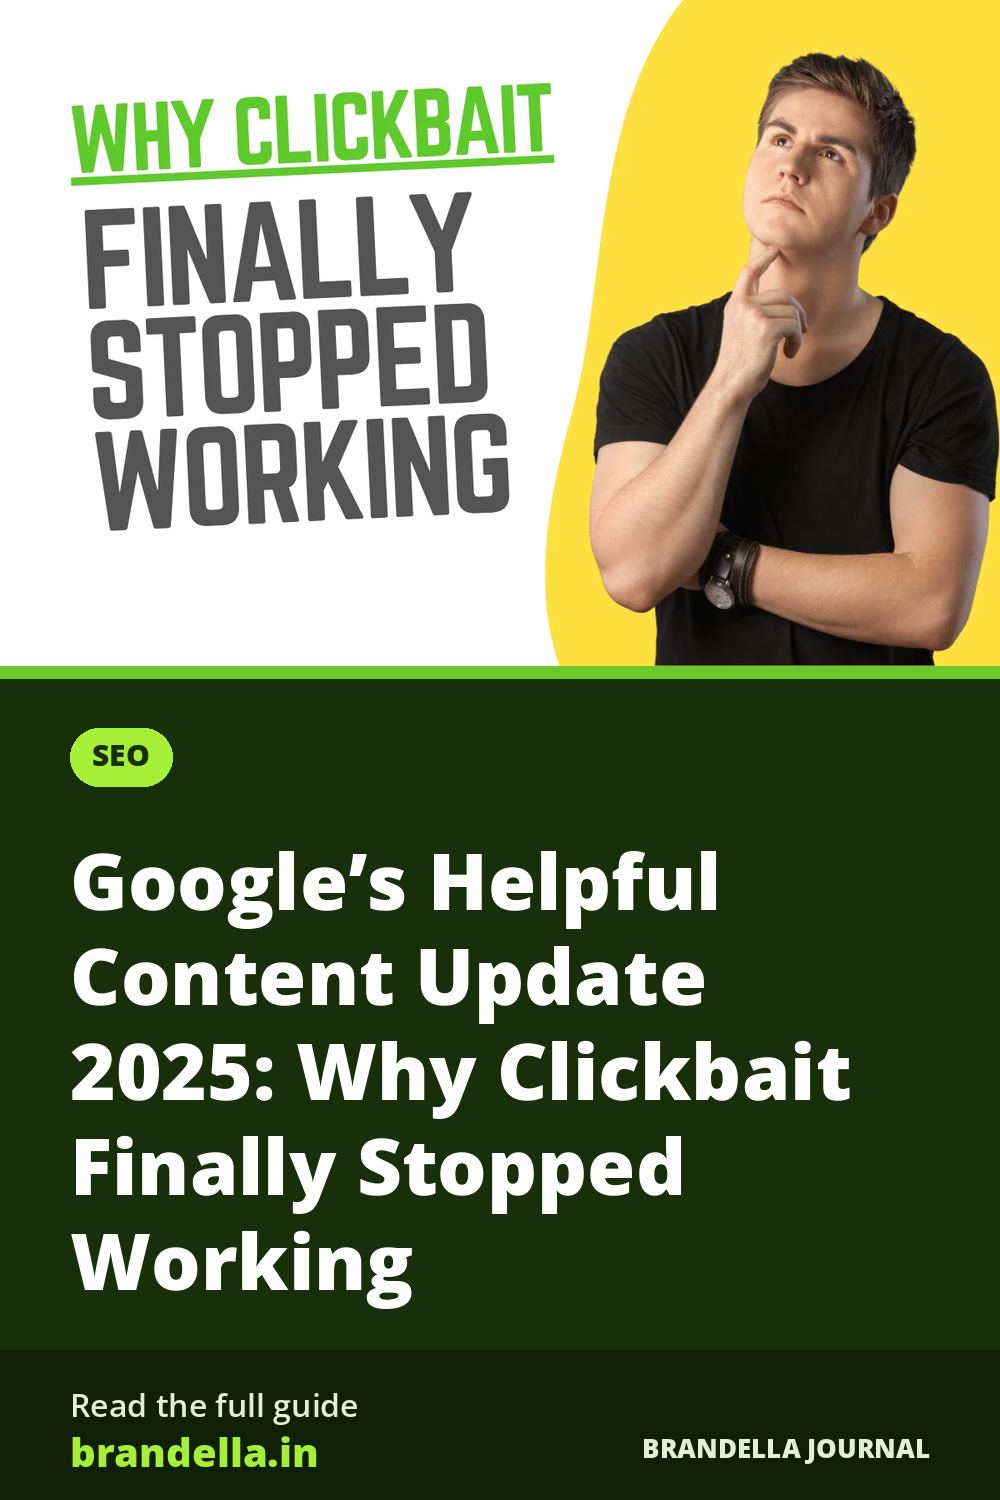 WHY CLICKBAIT
FINALLY
STOPPED
WORKING
SEO
Google’s Helpful
Content Update
2025: Why Clickbait
Finally Stopped
Working
Read the full guide
brandella.in
BRANDELLA JOURNAL